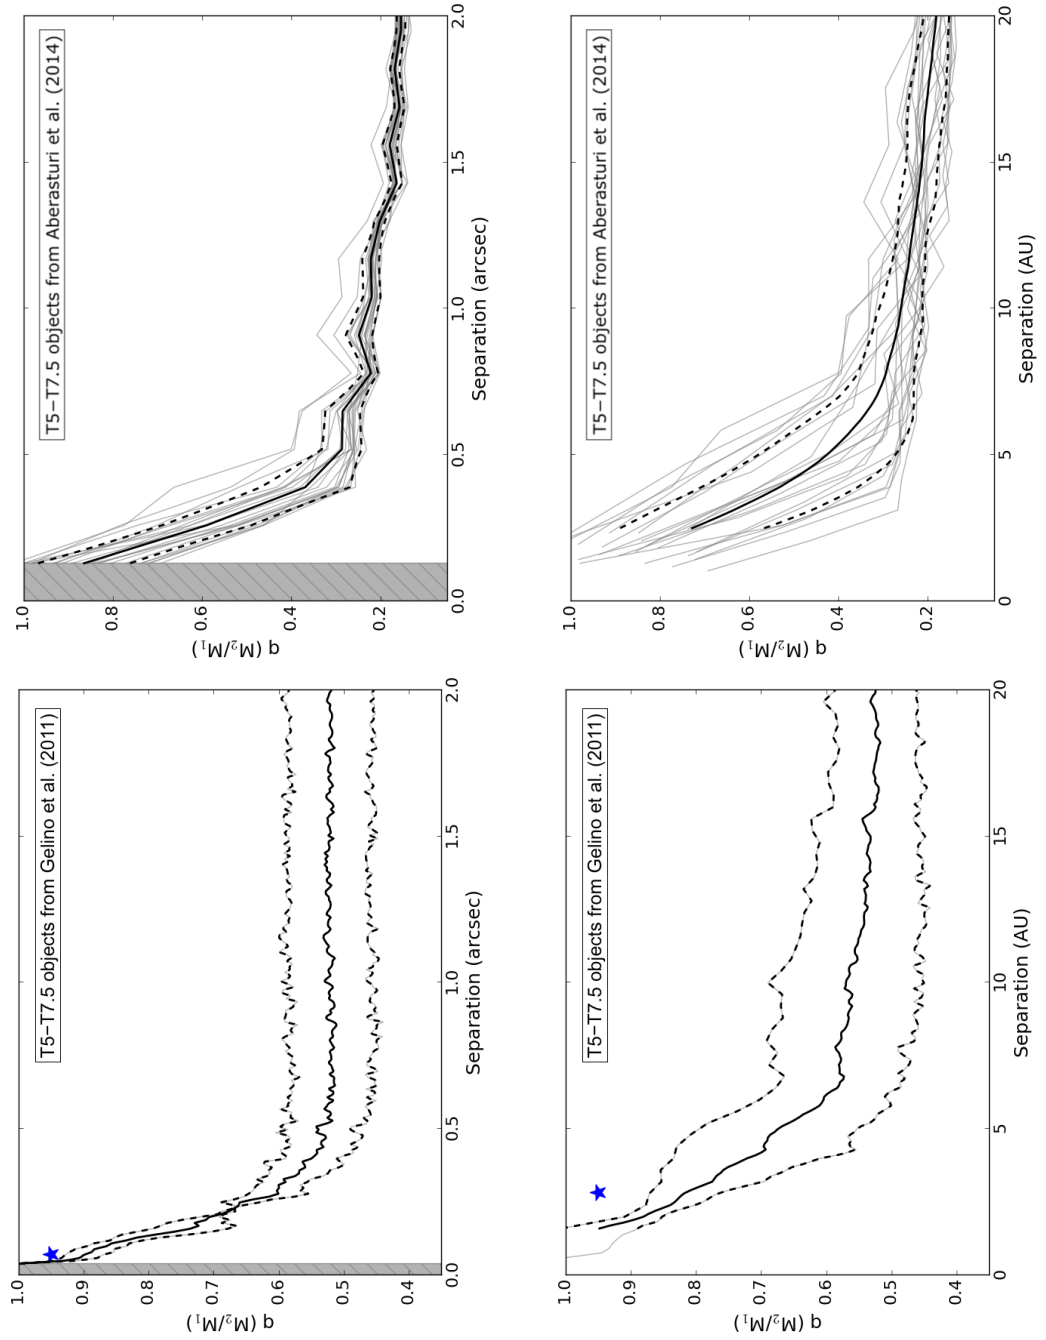 T5−T7.5 objects from Gelino et al. (2011)
q (M₂/M₁)
1.0
0.9
0.8
0.7
0.6
0.5
0.4
0.0 0.5 1.0 1.5 2.0
Separation (arcsec)
T5−T7.5 objects from Aberasturi et al. (2014)
q (M₂/M₁)
1.0
0.8
0.6
0.4
0.2
0.0 0.5 1.0 1.5 2.0
Separation (arcsec)
T5−T7.5 objects from Gelino et al. (2011)
q (M₂/M₁)
1.0
0.9
0.8
0.7
0.6
0.5
0.4
0 5 10 15 20
Separation (AU)
T5−T7.5 objects from Aberasturi et al. (2014)
q (M₂/M₁)
1.0
0.8
0.6
0.4
0.2
0 5 10 15 20
Separation (AU)